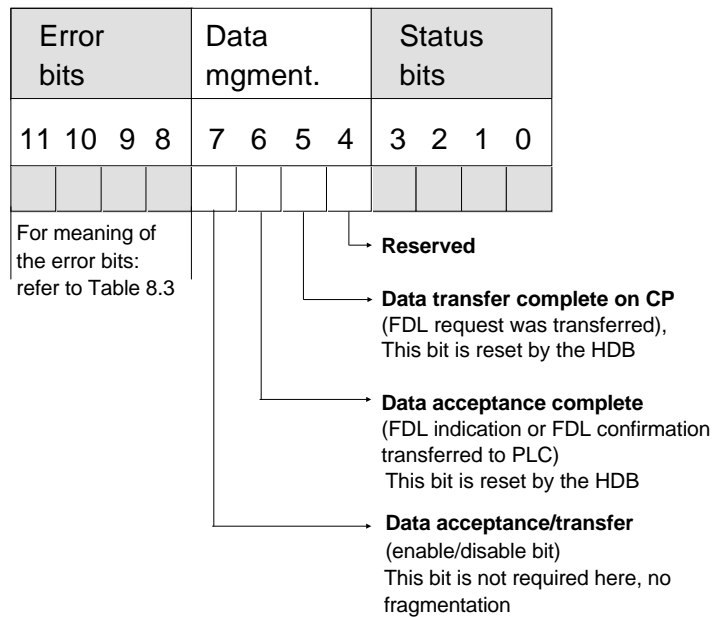 Error
bits
Data
mgment.
Status
bits
11 10 9 8 7 6 5 4 3 2 1 0
For meaning of
the error bits:
refer to Table 8.3
Reserved
Data transfer complete on CP
(FDL request was transferred),
This bit is reset by the HDB
Data acceptance complete
(FDL indication or FDL confirmation
transferred to PLC)
This bit is reset by the HDB
Data acceptance/transfer
(enable/disable bit)
This bit is not required here, no
fragmentation